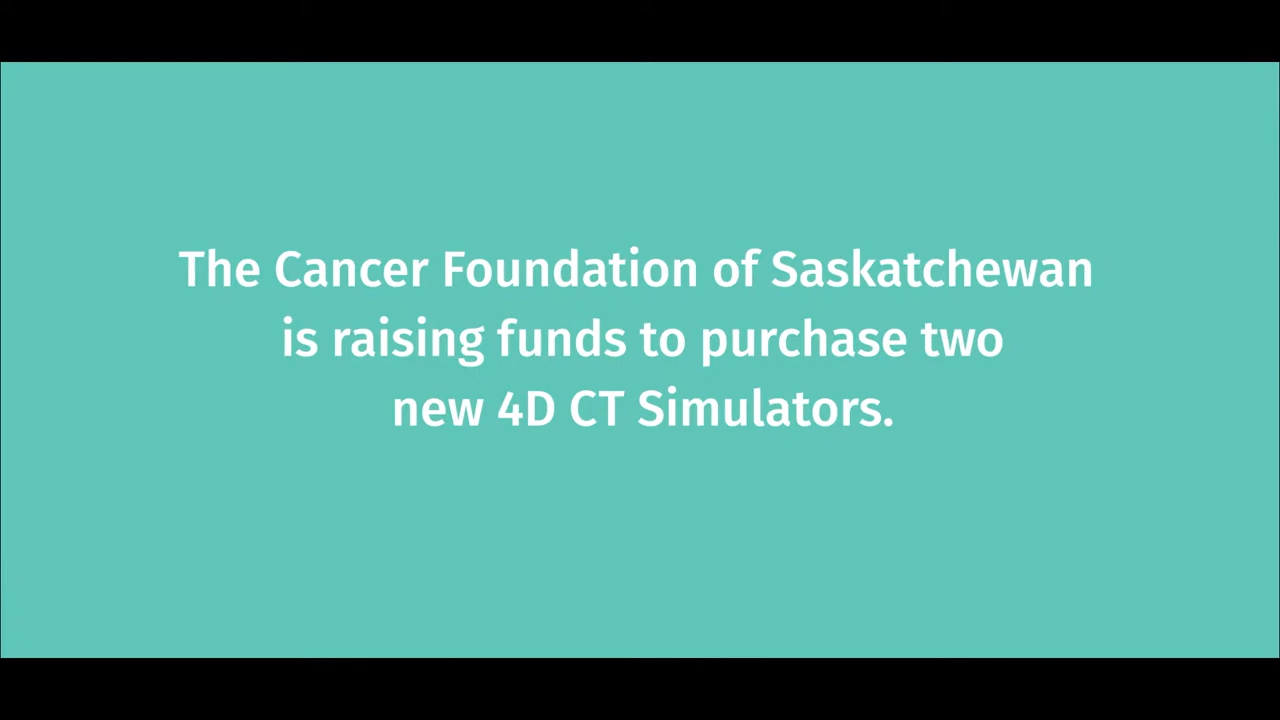 The Cancer Foundation of Saskatchewan
is raising funds to purchase two
new 4D CT Simulators.